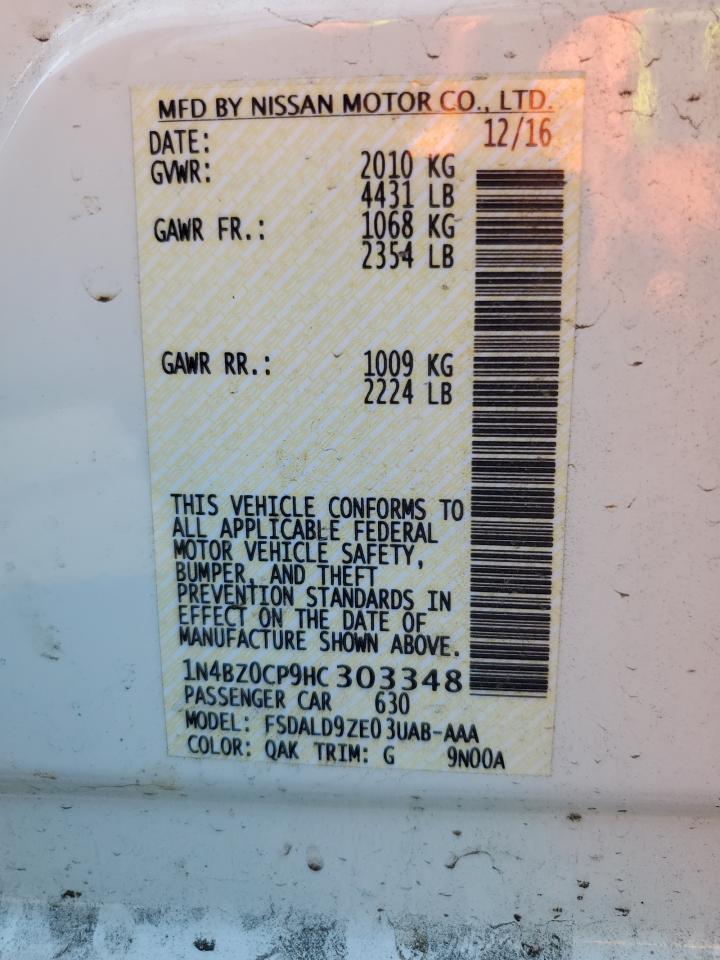 MFD BY NISSAN MOTOR CO., LTD.
DATE: 12/16
GVWR: 2010 KG
4431 LB
GAWR FR.: 1068 KG
2354 LB
GAWR RR.: 1009 KG
2224 LB
THIS VEHICLE CONFORMS TO
ALL APPLICABLE FEDERAL
MOTOR VEHICLE SAFETY,
BUMPER, AND THEFT
PREVENTION STANDARDS IN
EFFECT ON THE DATE OF
MANUFACTURE SHOWN ABOVE.
1N4BZ0CP9HC303348
PASSENGER CAR 630
MODEL: FSDALD9ZE03UAB-AAA
COLOR: QAK TRIM: G 9N00A